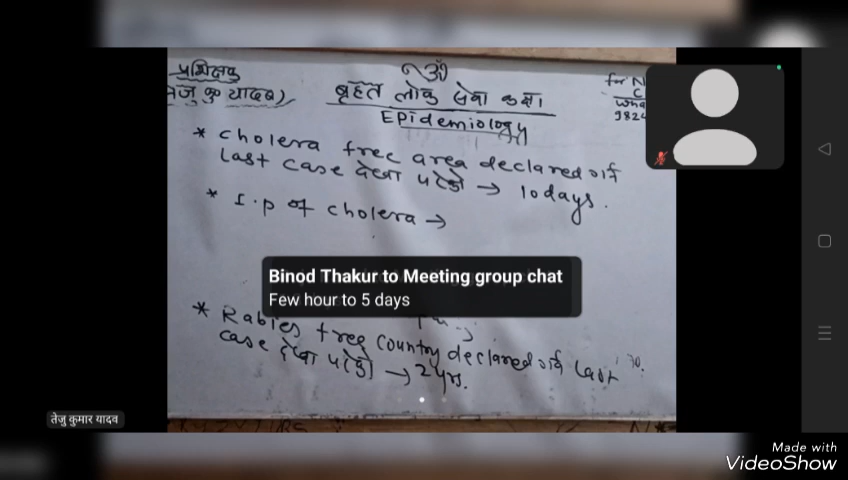 प्रशिक्षक
तेजु कु यादव)
ॐ
बृहत लोक सेवा कक्षा
for N
Epidemiology
* cholera free area declared गर्न
last case देखा परेको → 10 days.
* I.p of cholera →
Binod Thakur to Meeting group chat
Few hour to 5 days
* Rabies free country declared गर्न last
case देखा परेको → 2 yrs.
तेजु कुमार यादव
Made with
VideoShow